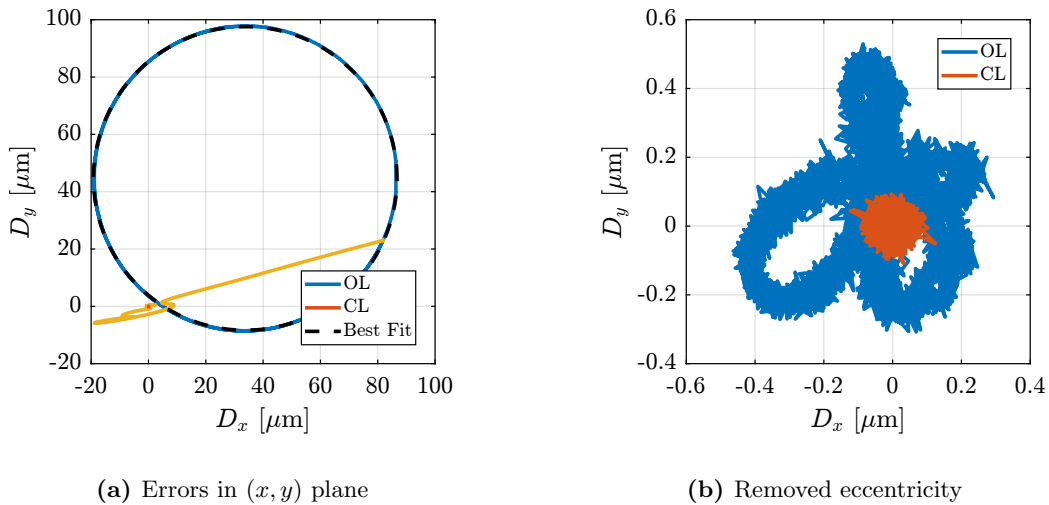 100
80
60
40
20
0
-20
-20 0 20 40 60 80 100
D_y [μm]
D_x [μm]
OL
CL
Best Fit
(a) Errors in (x, y) plane
0.6
0.4
0.2
0
-0.2
-0.4
-0.6 -0.4 -0.2 0 0.2 0.4
D_y [μm]
D_x [μm]
OL
CL
(b) Removed eccentricity